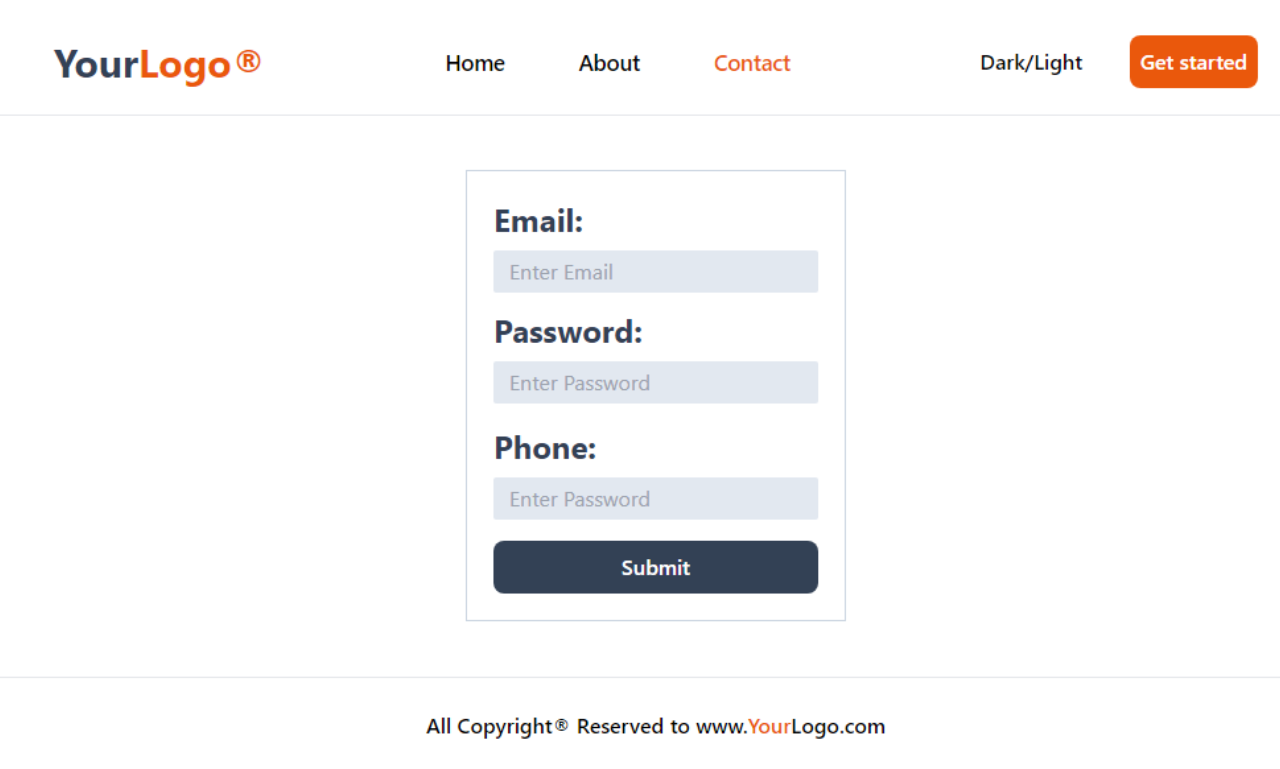 YourLogo® Home About Contact Dark/Light Get started
Email:
Enter Email
Password:
Enter Password
Phone:
Enter Password
Submit
All Copyright® Reserved to www.YourLogo.com